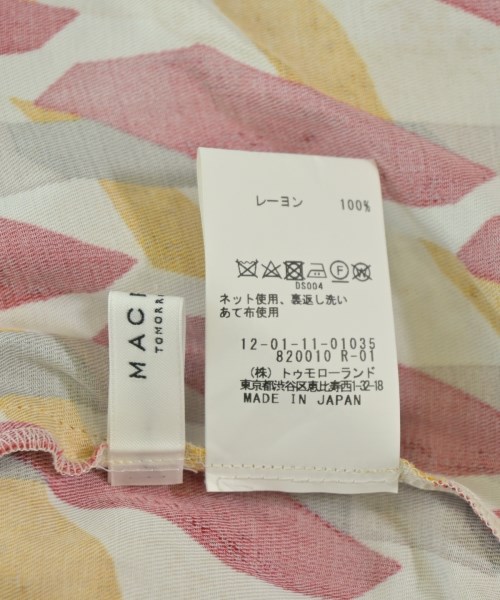 レーヨン 100%
DS004
ネット使用、裏返し洗い
あて布使用
12-01-11-01035
820010 R-01
(株) トゥモローランド
東京都渋谷区恵比寿西1-32-18
MADE IN JAPAN